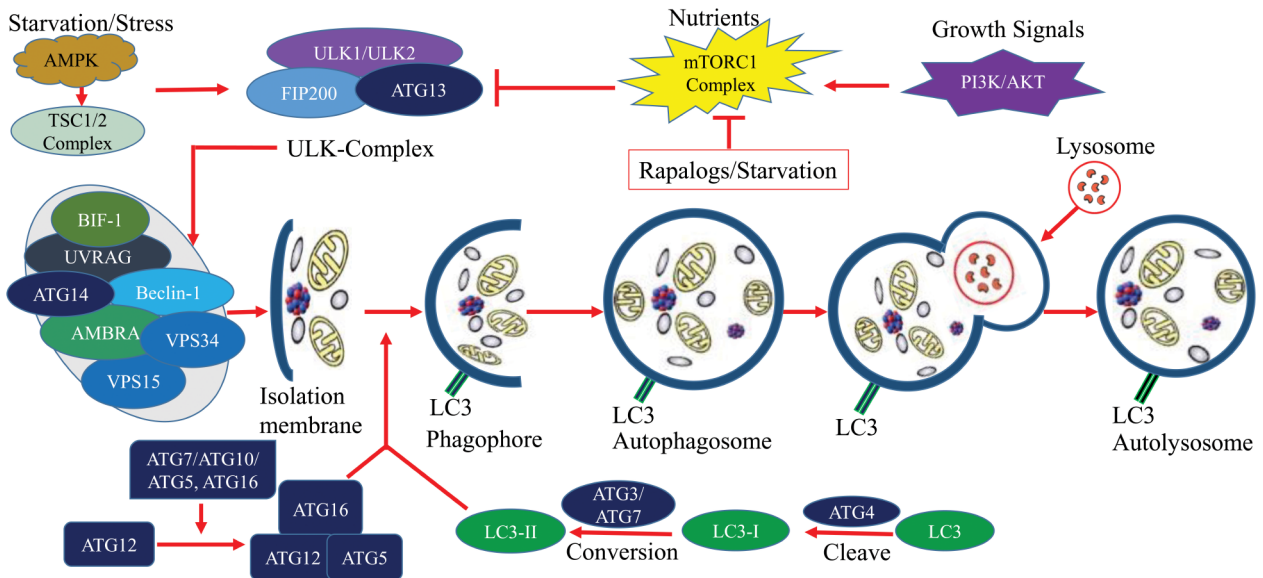 Starvation/Stress
AMPK
TSC1/2
Complex
ULK1/ULK2
FIP200
ATG13
ULK-Complex
Nutrients
mTORC1
Complex
Growth Signals
PI3K/AKT
Rapalogs/Starvation
Lysosome
BIF-1
UVRAG
ATG14
Beclin-1
AMBRA
VPS34
VPS15
Isolation
membrane
LC3
Phagophore
LC3
Autophagosome
LC3
LC3
Autolysosome
ATG7/ATG10/
ATG5, ATG16
ATG12
ATG16
ATG12
ATG5
LC3-II
ATG3/
ATG7
Conversion
LC3-I
ATG4
Cleave
LC3